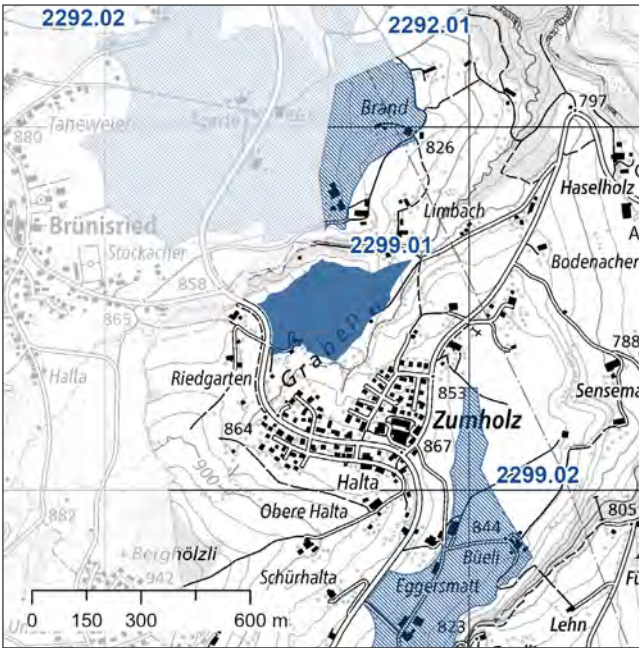 2292.02
2292.01
797
Brand
Taneweier
880
826
Haselholz
Limbach
Brünisried
Stockacher
2299.01
Bodenacher
858
865
788
Graben
Halla
Riedgarten
853
Sensema
Zumholz
864
867
2299.02
900
Halta
Obere Halta
805
882
844
Büeli
Berghölzli
Schürhalta
942
Eggersmatt
Lehn
823
0 150 300 600 m